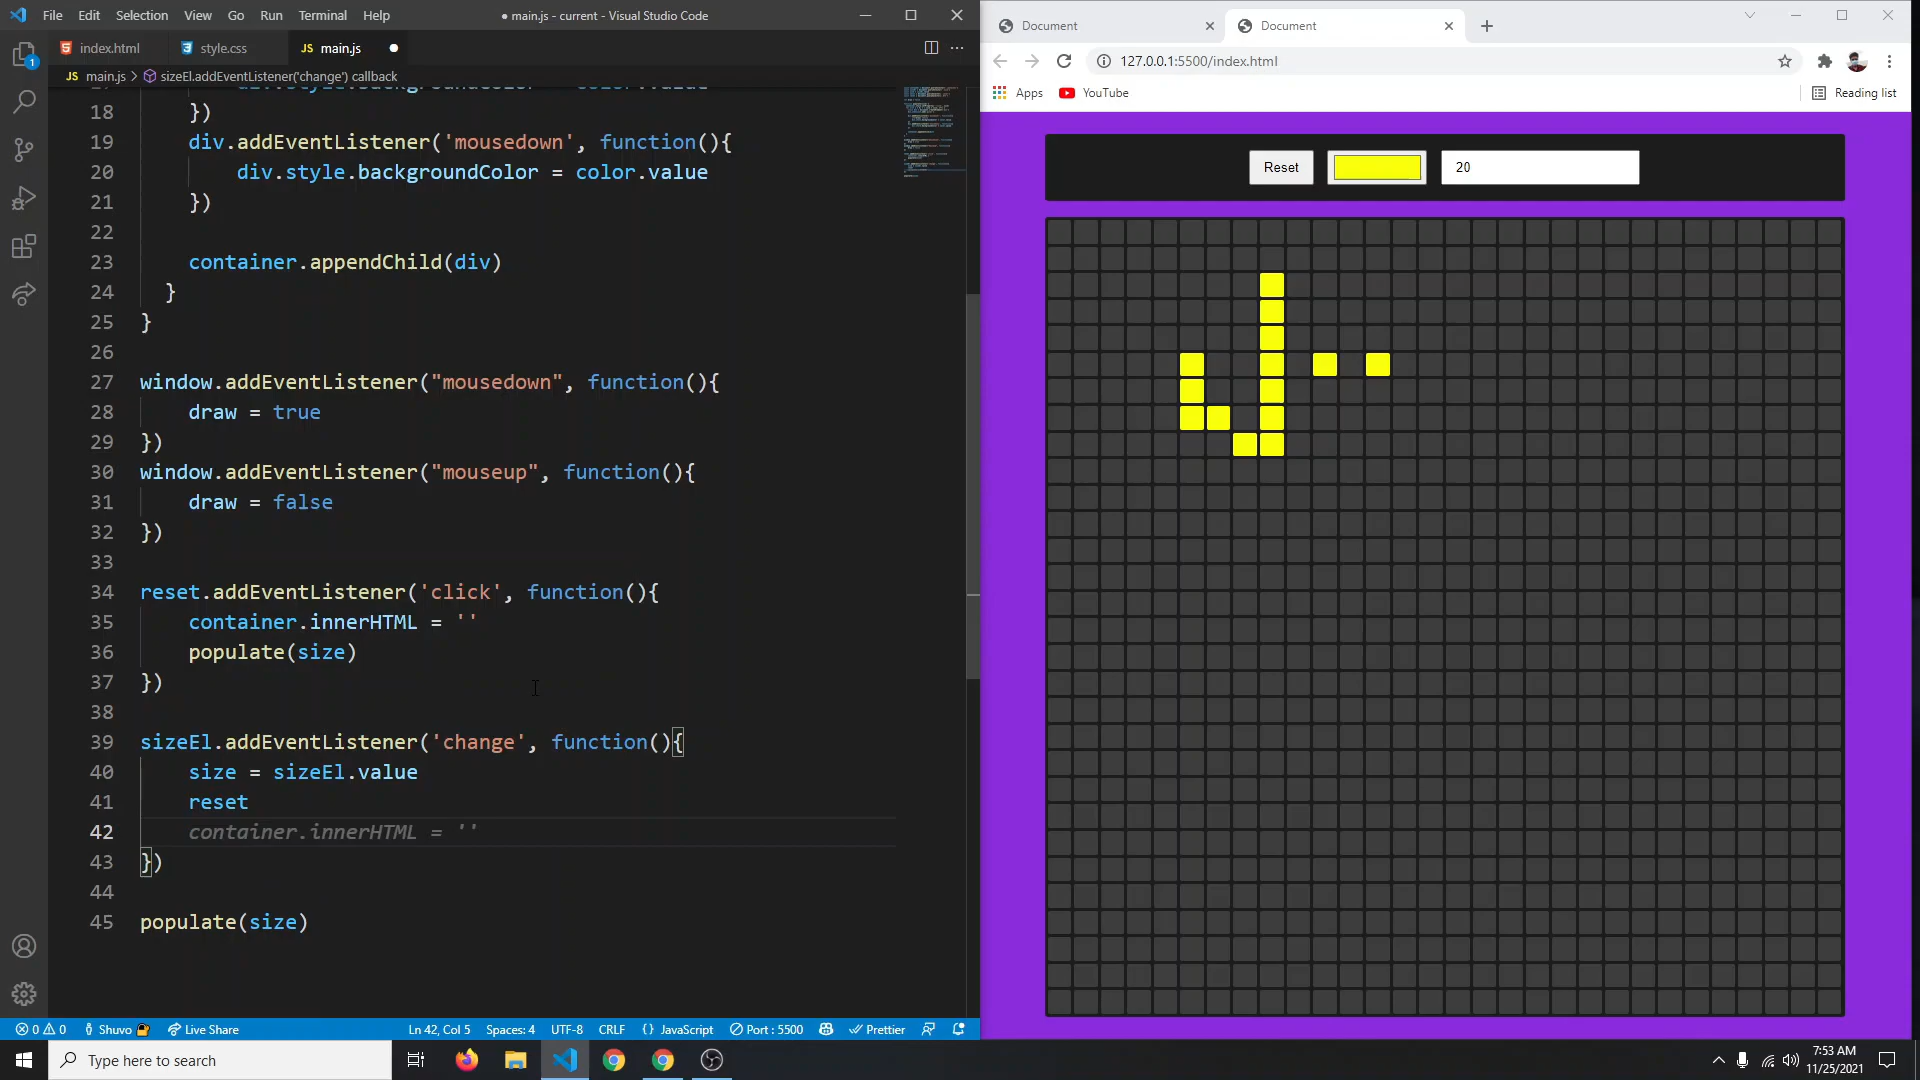 File Edit Selection View Go Run Terminal Help
● main.js - current - Visual Studio Code
index.html
style.css
JS main.js
JS main.js > sizeEl.addEventListener('change') callback
18 })
19 div.addEventListener('mousedown', function(){
20 div.style.backgroundColor = color.value
21 })
22
23 container.appendChild(div)
24 }
25 }
26
27 window.addEventListener("mousedown", function(){
28 draw = true
29 })
30 window.addEventListener("mouseup", function(){
31 draw = false
32 })
33
34 reset.addEventListener('click', function(){
35 container.innerHTML = ''
36 populate(size)
37 })
38
39 sizeEl.addEventListener('change', function(){
40 size = sizeEl.value
41 reset
42 container.innerHTML = ''
43 })
44
45 populate(size)
0 0 Shuvo Live Share Ln 42, Col 5 Spaces: 4 UTF-8 CRLF {} JavaScript Port : 5500 Prettier
Document
Document
127.0.0.1:5500/index.html
Apps YouTube Reading list
Reset 20
1
Type here to search
7:53 AM
11/25/2021